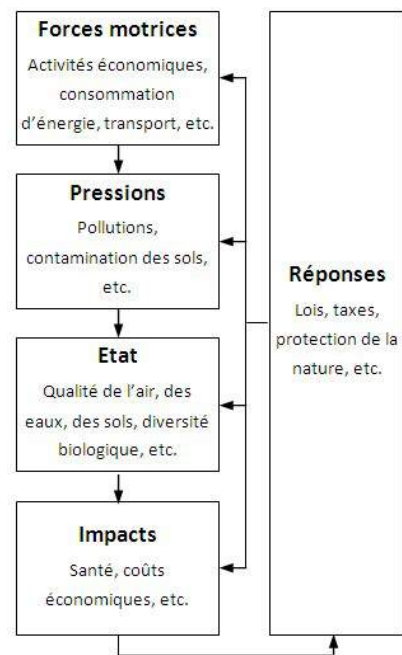 Forces motrices
Activités économiques,
consommation
d’énergie, transport, etc.
Pressions
Pollutions,
contamination des sols,
etc.
Etat
Qualité de l’air, des
eaux, des sols, diversité
biologique, etc.
Impacts
Santé, coûts
économiques, etc.
Réponses
Lois, taxes,
protection de la
nature, etc.